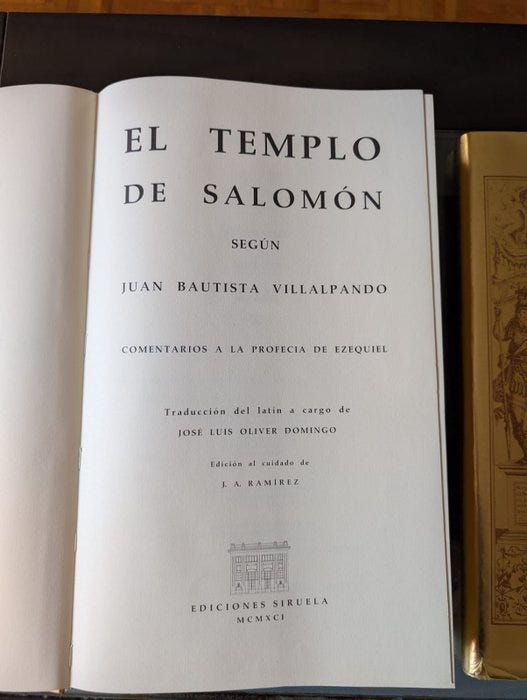 EL TEMPLO
DE SALOMÓN
SEGÚN
JUAN BAUTISTA VILLALPANDO
COMENTARIOS A LA PROFECIA DE EZEQUIEL
Traducción del latín a cargo de
JOSÉ LUIS OLIVER DOMINGO
Edición al cuidado de
J. A. RAMÍREZ
EDICIONES SIRUELA
MCMXCI